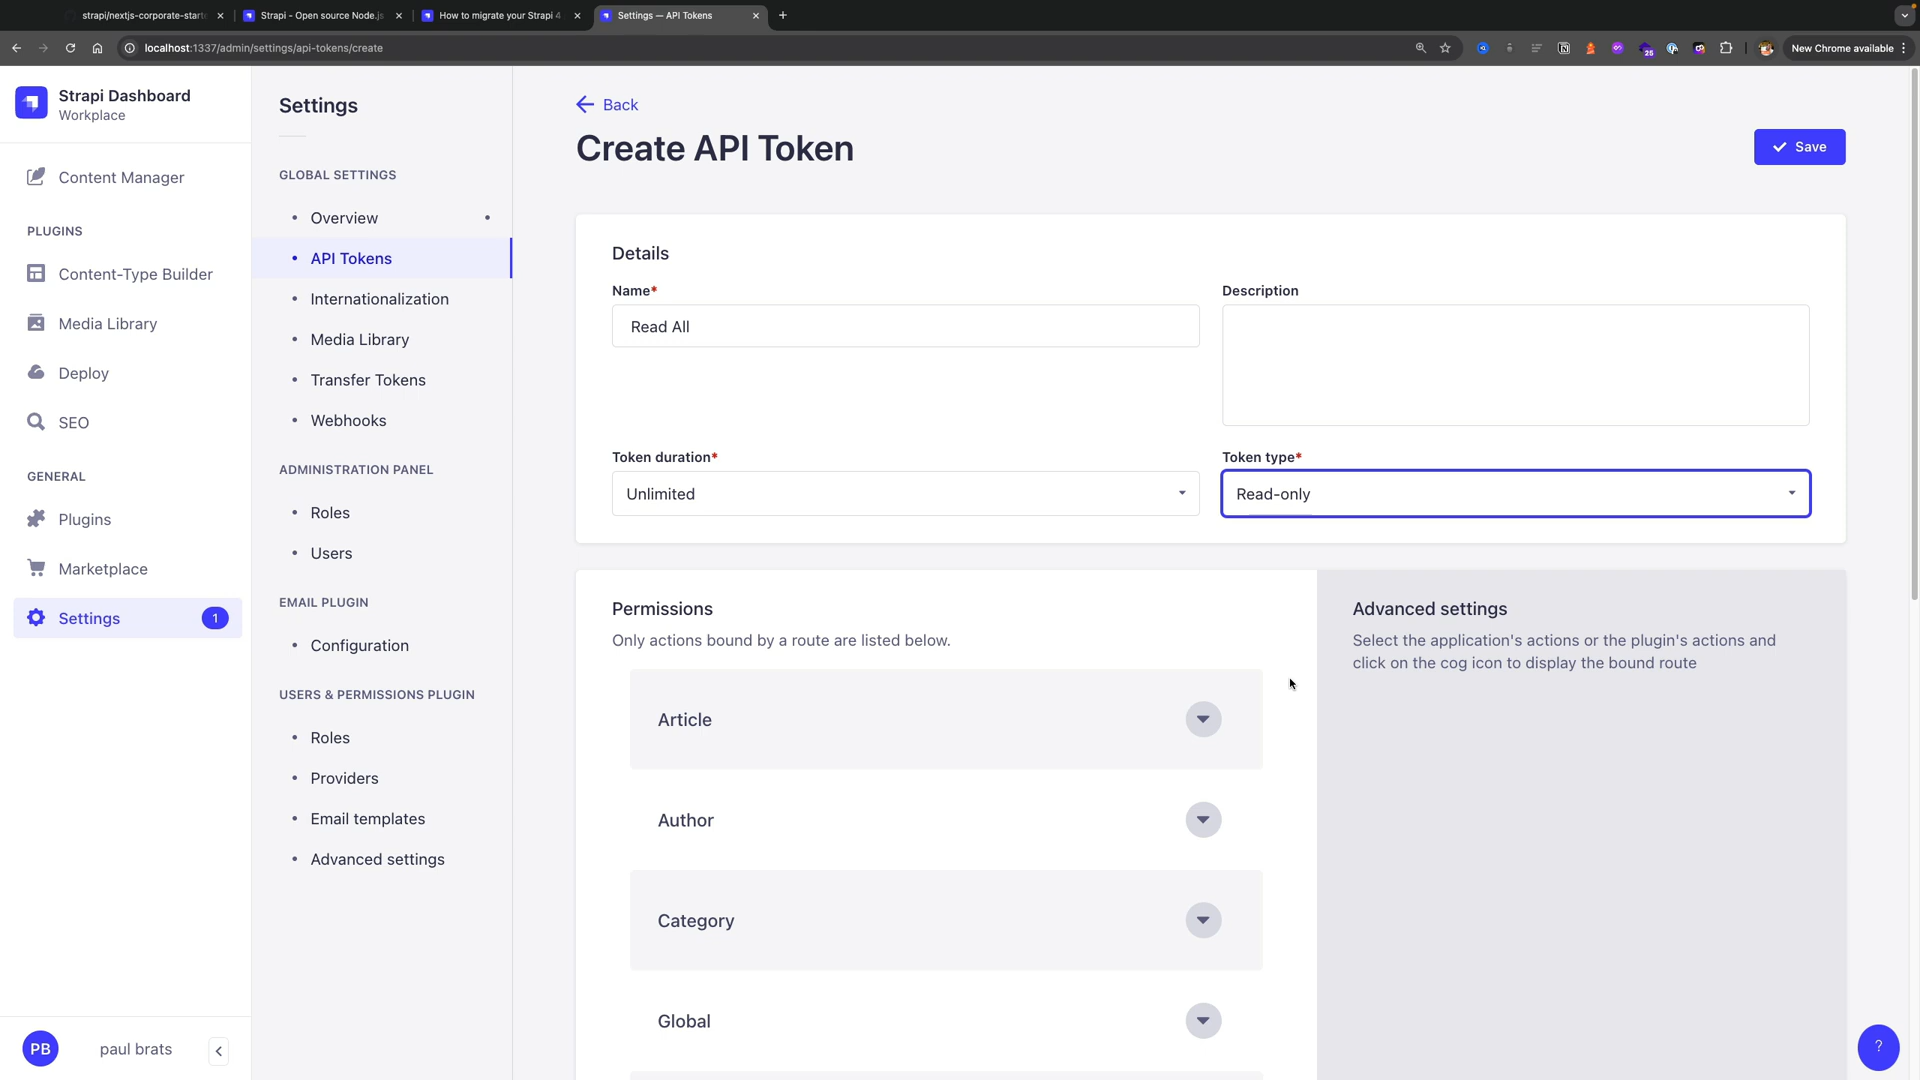 strapi/nextjs-corporate-starte
Strapi - Open source Node.js
How to migrate your Strapi 4
Settings — API Tokens
localhost:1337/admin/settings/api-tokens/create
25
New Chrome available
Strapi Dashboard
Workplace
Content Manager
PLUGINS
Content-Type Builder
Media Library
Deploy
SEO
GENERAL
Plugins
Marketplace
Settings
1
PB
paul brats
Settings
GLOBAL SETTINGS
Overview
API Tokens
Internationalization
Media Library
Transfer Tokens
Webhooks
ADMINISTRATION PANEL
Roles
Users
EMAIL PLUGIN
Configuration
USERS & PERMISSIONS PLUGIN
Roles
Providers
Email templates
Advanced settings
Back
Create API Token
Save
Details
Name*
Read All
Description
Token duration*
Unlimited
Token type*
Read-only
Permissions
Only actions bound by a route are listed below.
Article
Author
Category
Global
Advanced settings
Select the application's actions or the plugin's actions and
click on the cog icon to display the bound route
?